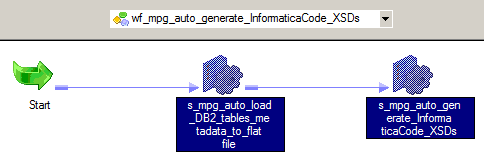 wf_mpg_auto_generate_InformaticaCode_XSDs
Start
s_mpg_auto_load
_DB2_tables_me
tadata_to_flat
file
s_mpg_auto_gen
erate_Informa
ticaCode_XSDs